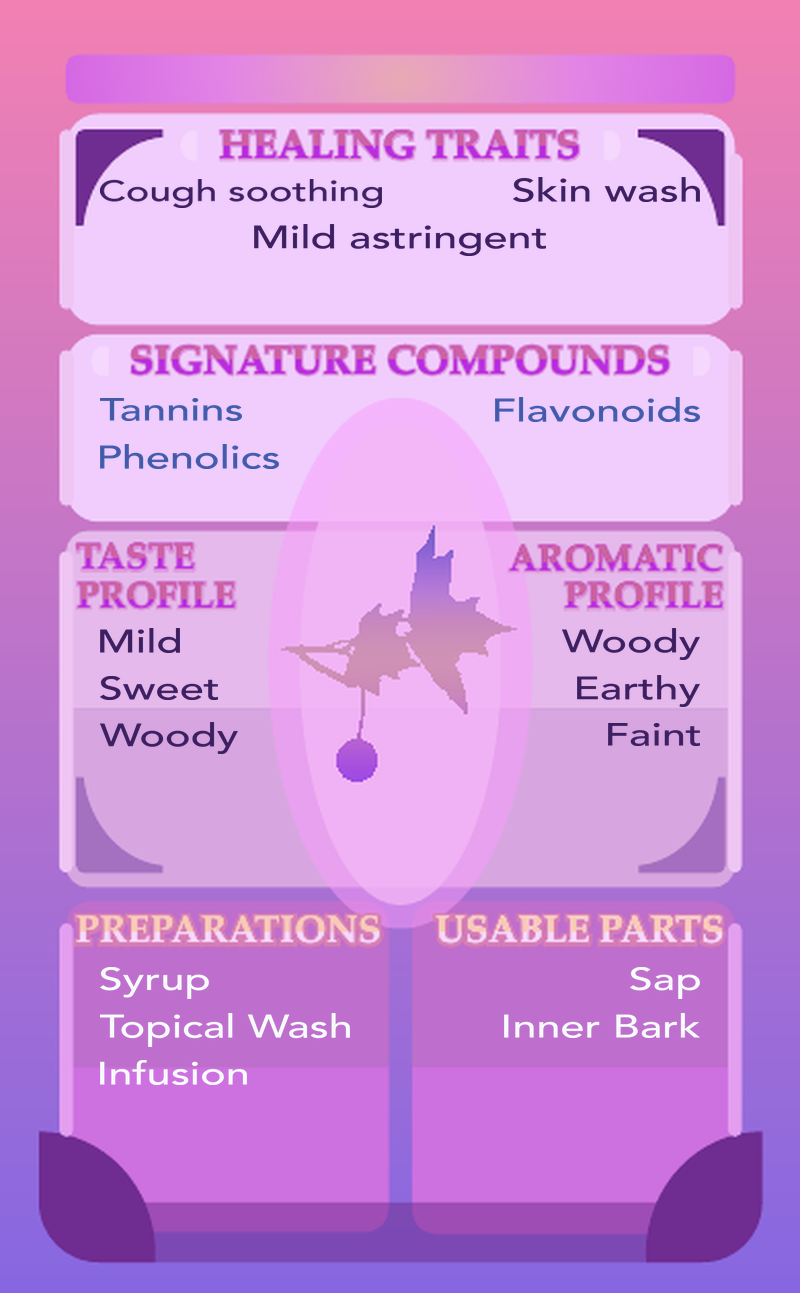 HEALING TRAITS
Cough soothing
Skin wash
Mild astringent
SIGNATURE COMPOUNDS
Tannins
Flavonoids
Phenolics
TASTE
PROFILE
Mild
Sweet
Woody
AROMATIC
PROFILE
Woody
Earthy
Faint
PREPARATIONS
Syrup
Topical Wash
Infusion
USABLE PARTS
Sap
Inner Bark